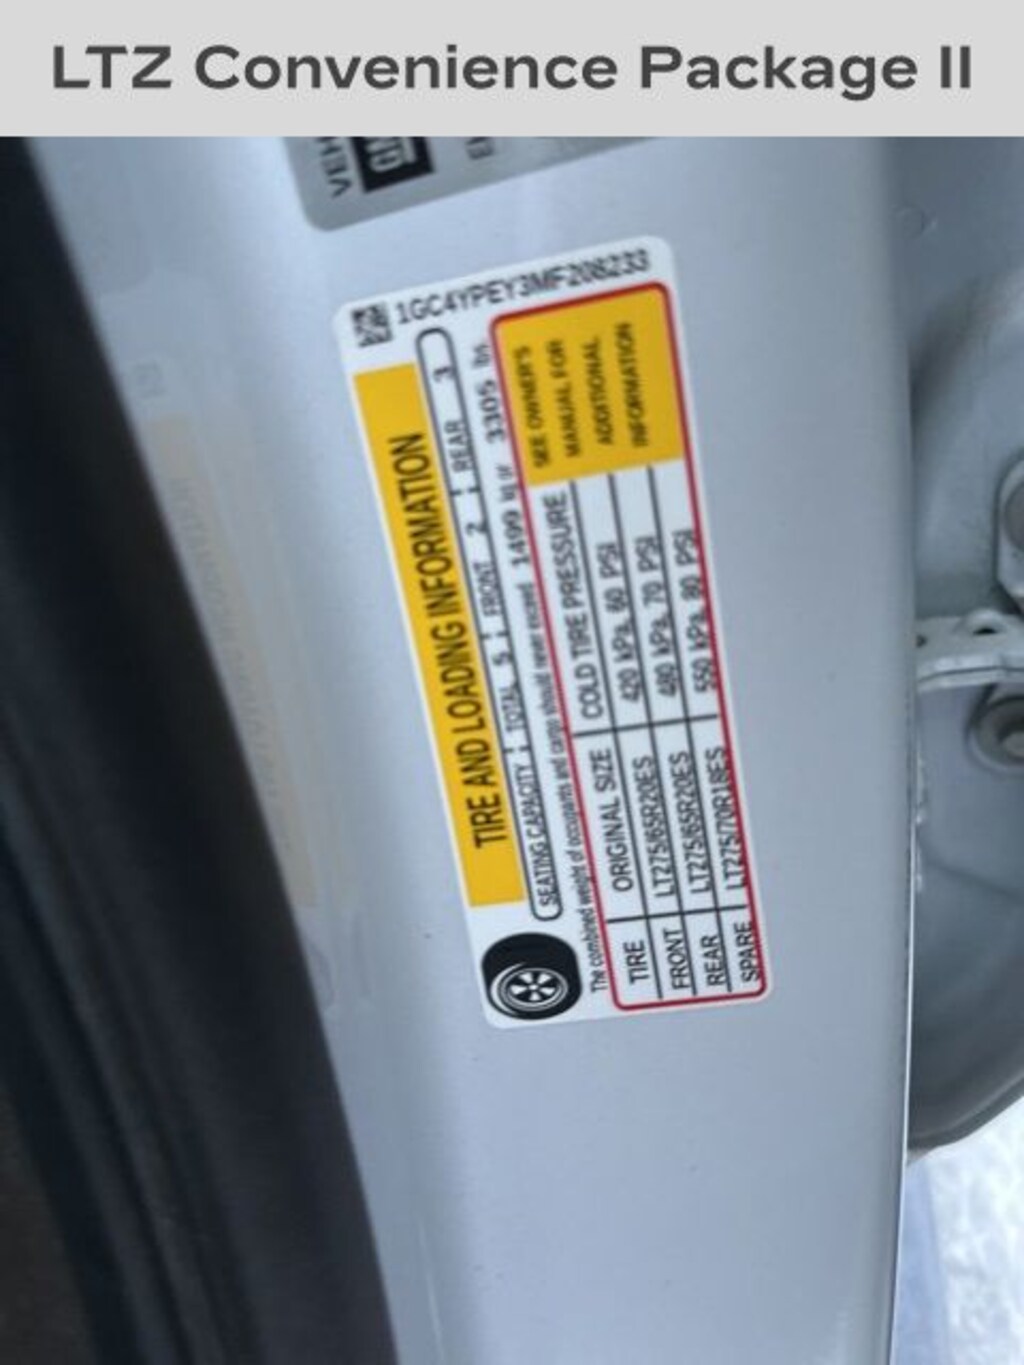 LTZ Convenience Package II
VEH
GM
1GC4YPEY3MF208233
TIRE AND LOADING INFORMATION
SEATING CAPACITY TOTAL 5 FRONT 2 REAR 3
The combined weight of occupants and cargo should never exceed 1499 kg or 3305 lbs.
TIRE ORIGINAL SIZE COLD TIRE PRESSURE
FRONT LT275/65R20ES 420 kPa, 60 PSI
REAR LT275/65R20ES 480 kPa, 70 PSI
SPARE LT275/70R18ES 550 kPa, 80 PSI
SEE OWNER'S
MANUAL FOR
ADDITIONAL
INFORMATION